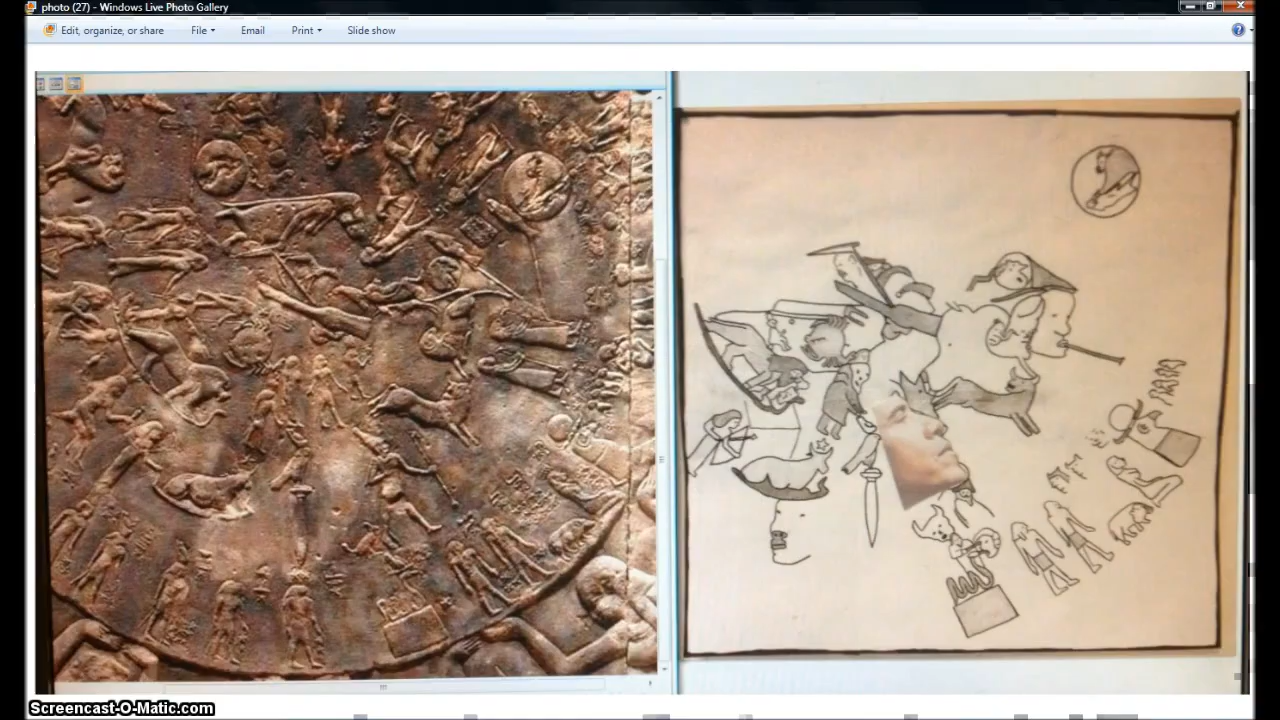 photo (27) - Windows Live Photo Gallery
Edit, organize, or share File Email Print Slide show
Screencast-O-Matic.com